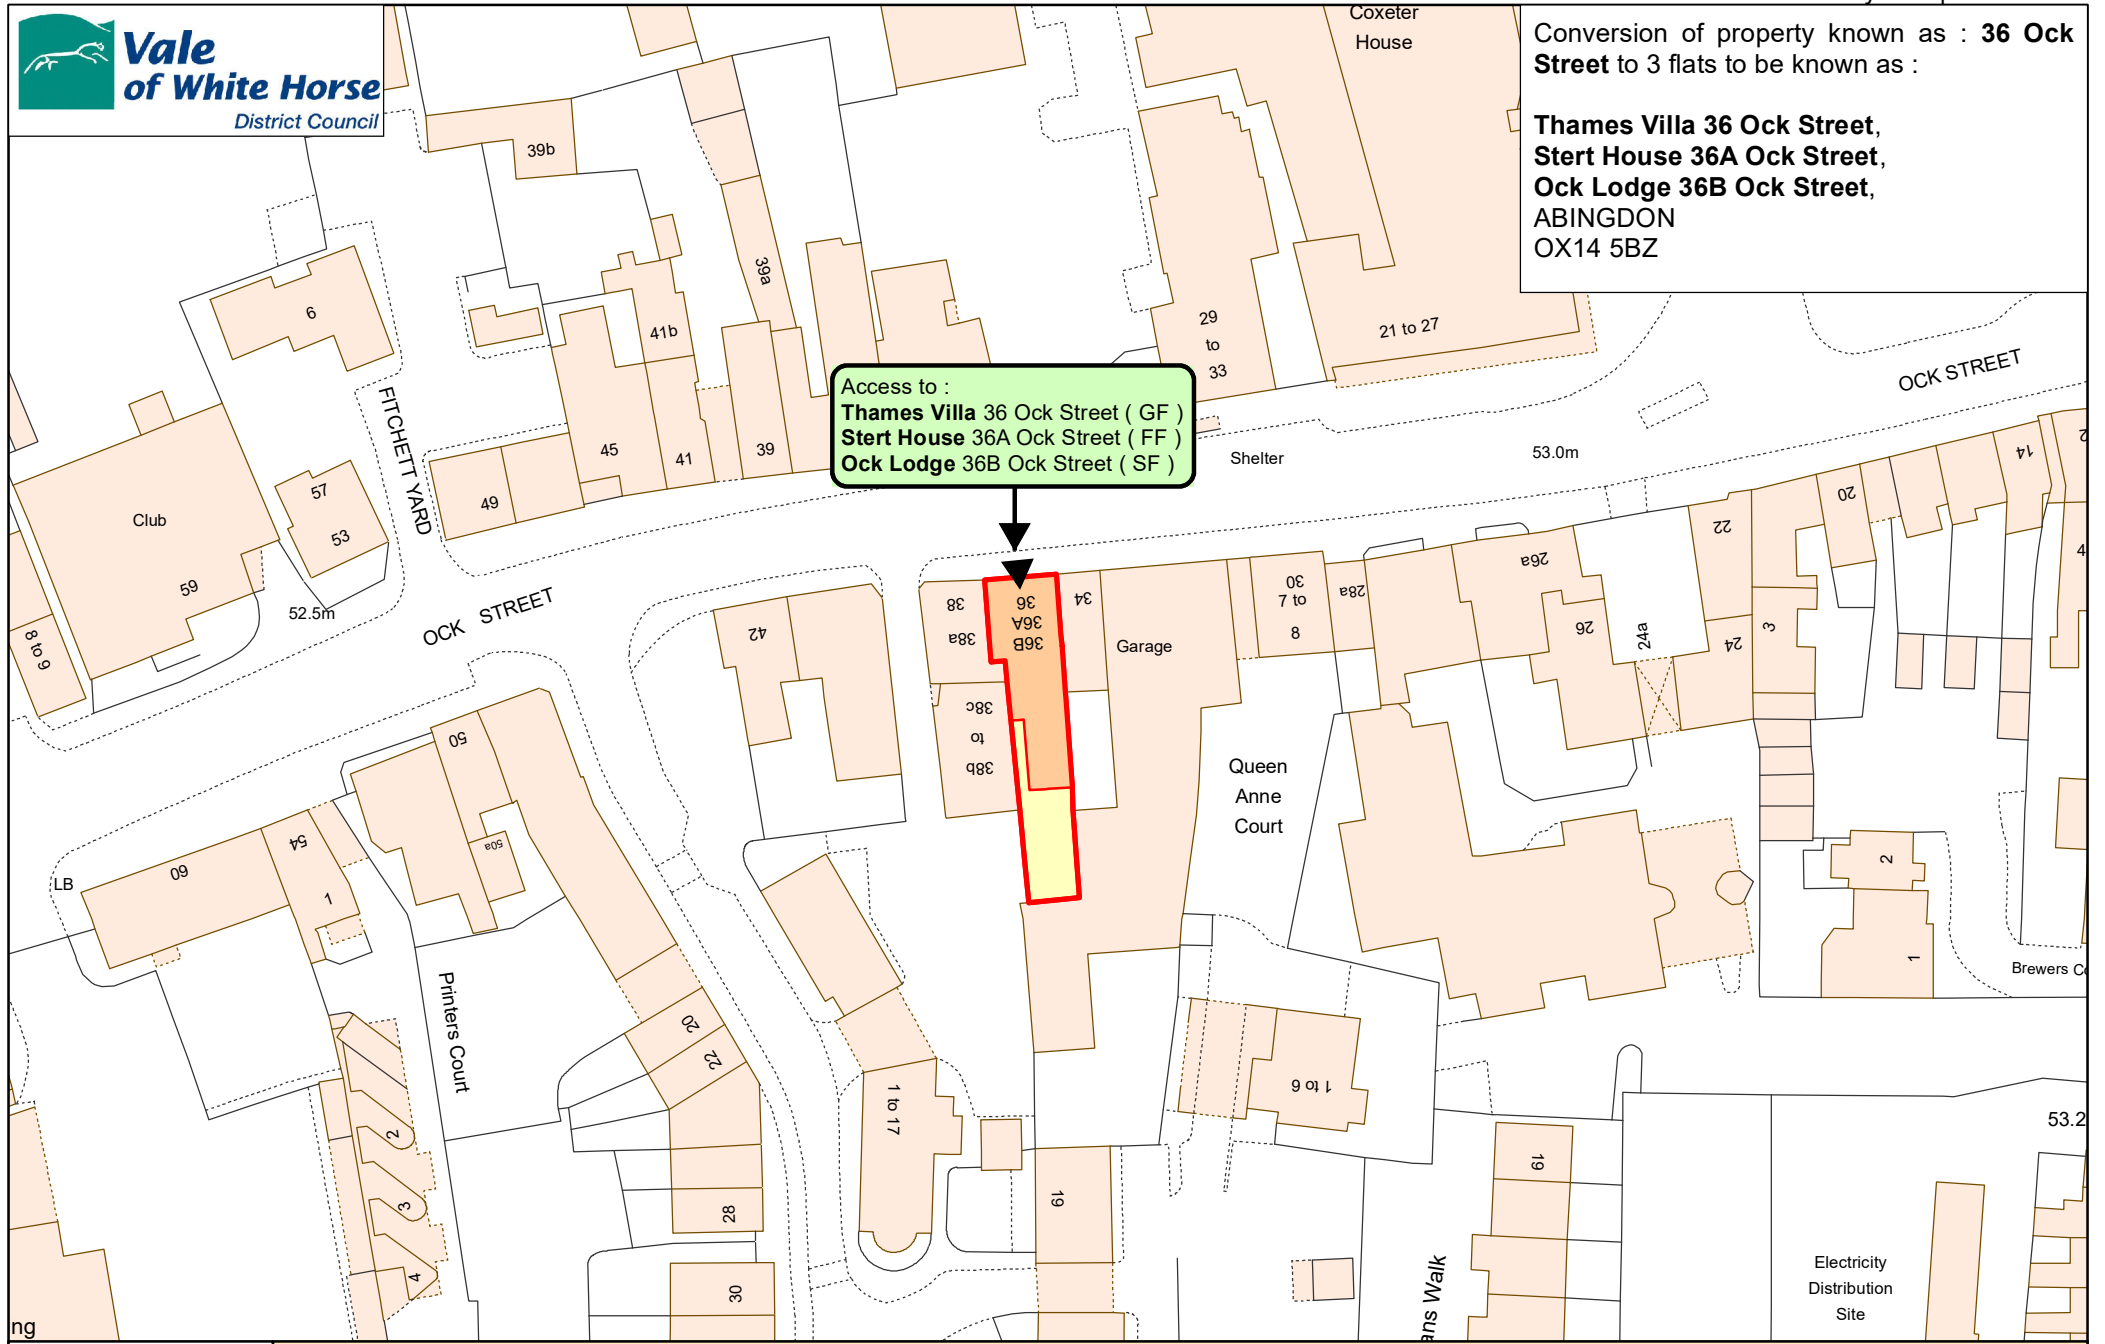 Vale
of White Horse
District Council
Conversion of property known as : 36 Ock
Street to 3 flats to be known as :
Thames Villa 36 Ock Street,
Stert House 36A Ock Street,
Ock Lodge 36B Ock Street,
ABINGDON
OX14 5BZ
Coxeter
House
39b
39a
6
41b
29
to
33
21 to 27
OCK STREET
Access to :
Thames Villa 36 Ock Street ( GF )
Stert House 36A Ock Street ( FF )
Ock Lodge 36B Ock Street ( SF )
FITCHETT YARD
45
41
39
49
57
53
Club
59
52.5m
8 to 9
OCK STREET
Shelter
53.0m
14
2
20
22
4
26a
26
24a
24
3
28a
30
7 to
8
34
Garage
36
36A
36B
38
38a
38c
to
38b
42
50
50a
54
60
1
LB
Queen
Anne
Court
2
1
Brewers Co
Printers Court
20
22
28
30
2
3
4
1 to 17
19
1 to 6
19
53.2
Electricity
Distribution
Site
ans Walk
ng